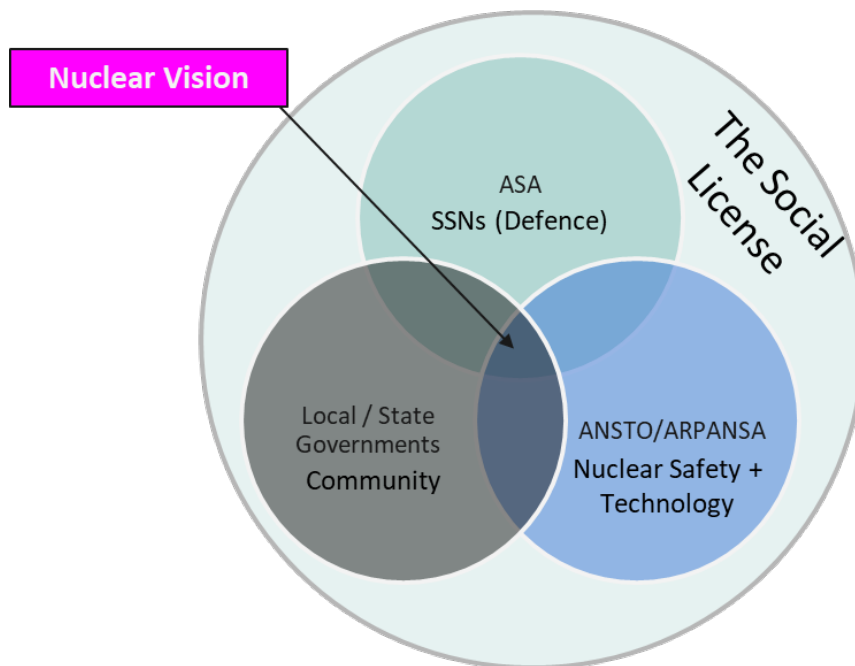 Nuclear Vision
The Social
License
ASA
SSNs (Defence)
Local / State
Governments
Community
ANSTO/ARPANSA
Nuclear Safety +
Technology